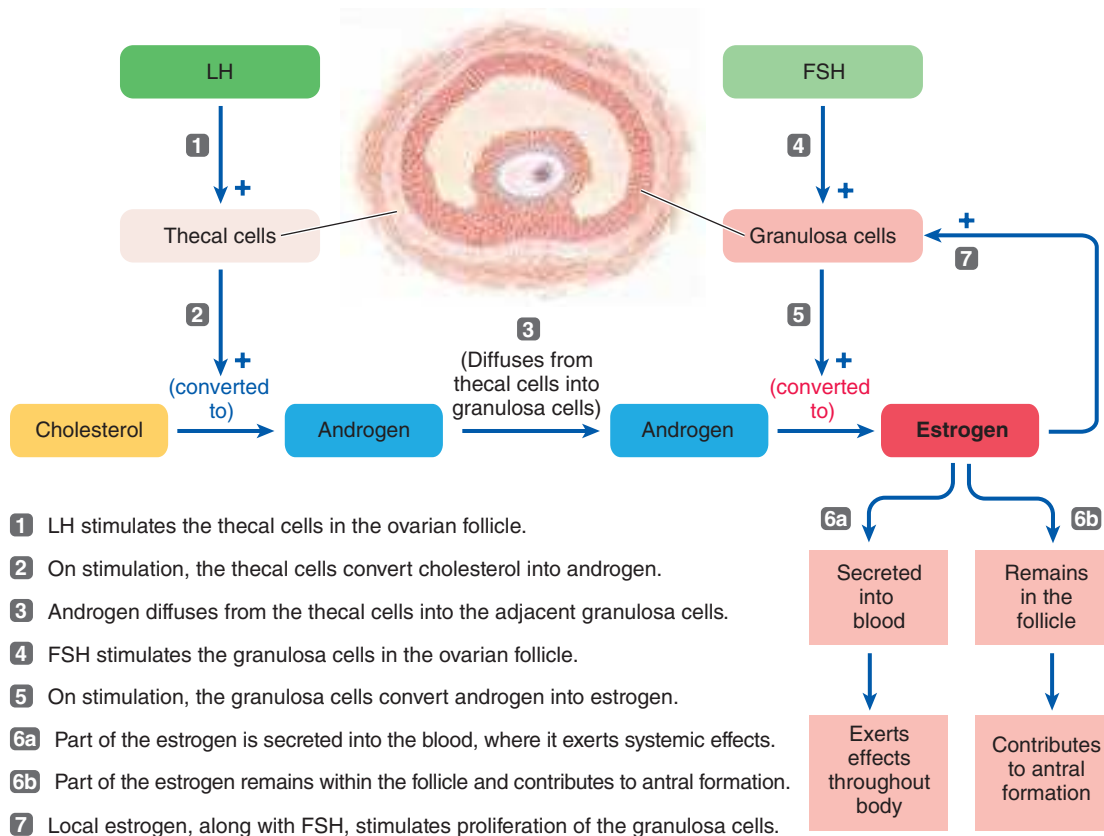 LH
FSH
1
4
+
+
+
Thecal cells
Granulosa cells
7
2
3
5
(Diffuses from
thecal cells into
granulosa cells)
+
+
(converted
to)
(converted
to)
Cholesterol
Androgen
Androgen
Estrogen
6a
6b
Secreted
into
blood
Remains
in the
follicle
Exerts
effects
throughout
body
Contributes
to antral
formation
1 LH stimulates the thecal cells in the ovarian follicle.
2 On stimulation, the thecal cells convert cholesterol into androgen.
3 Androgen diffuses from the thecal cells into the adjacent granulosa cells.
4 FSH stimulates the granulosa cells in the ovarian follicle.
5 On stimulation, the granulosa cells convert androgen into estrogen.
6a Part of the estrogen is secreted into the blood, where it exerts systemic effects.
6b Part of the estrogen remains within the follicle and contributes to antral formation.
7 Local estrogen, along with FSH, stimulates proliferation of the granulosa cells.